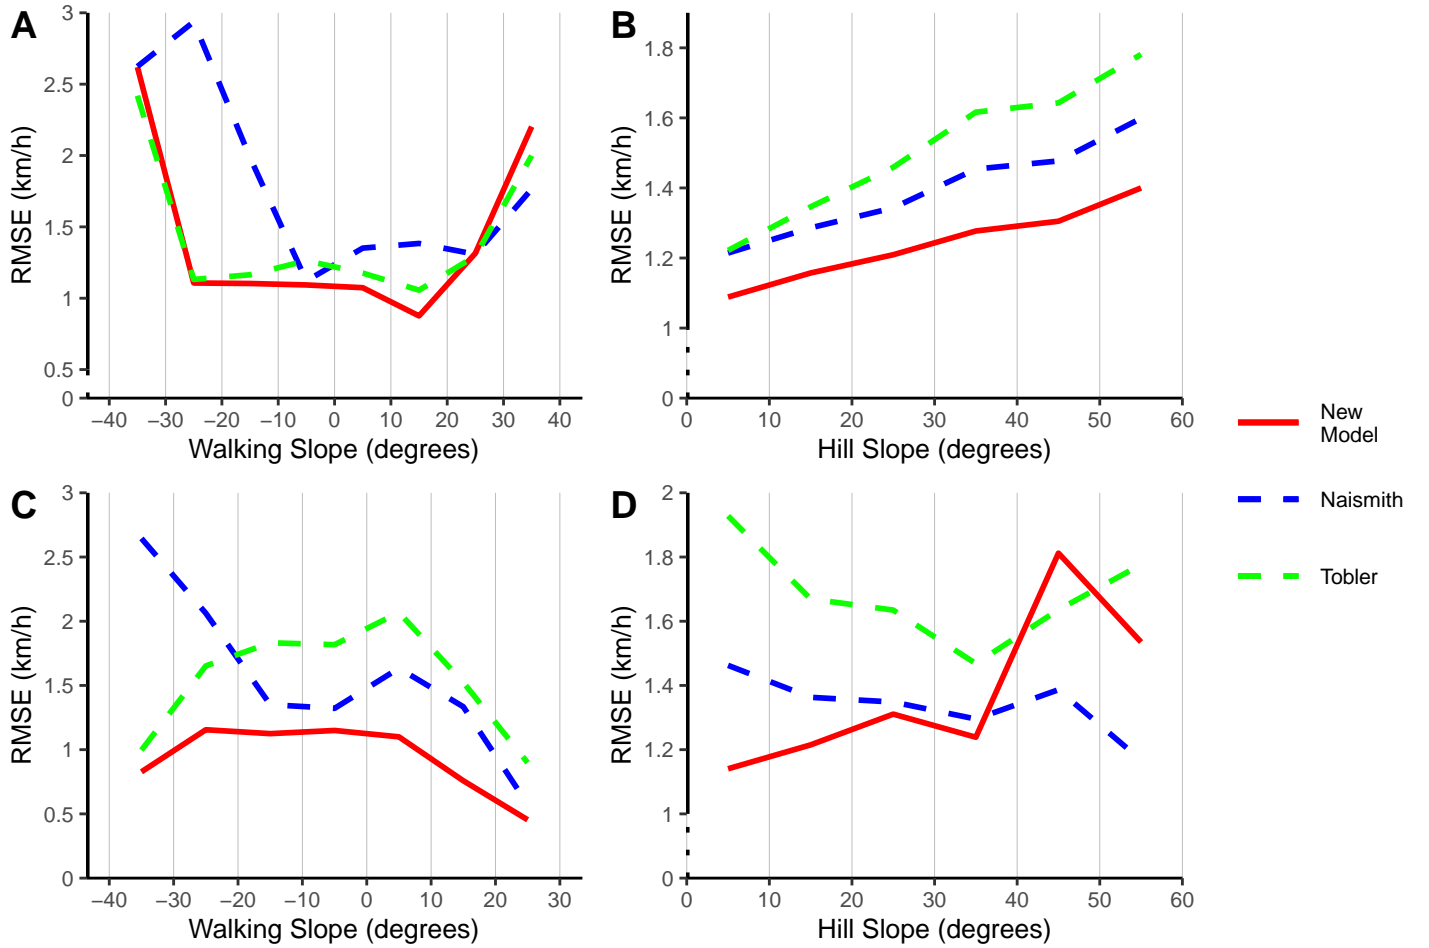 A
RMSE (km/h)
3
2.5
2
1.5
1
0.5
0
−40 −30 −20 −10 0 10 20 30 40
Walking Slope (degrees)
B
RMSE (km/h)
1.8
1.6
1.4
1.2
1
0
0 10 20 30 40 50 60
Hill Slope (degrees)
C
RMSE (km/h)
3
2.5
2
1.5
1
0.5
0
−40 −30 −20 −10 0 10 20 30
Walking Slope (degrees)
D
RMSE (km/h)
2
1.8
1.6
1.4
1.2
1
0
0 10 20 30 40 50 60
Hill Slope (degrees)
New
Model
Naismith
Tobler